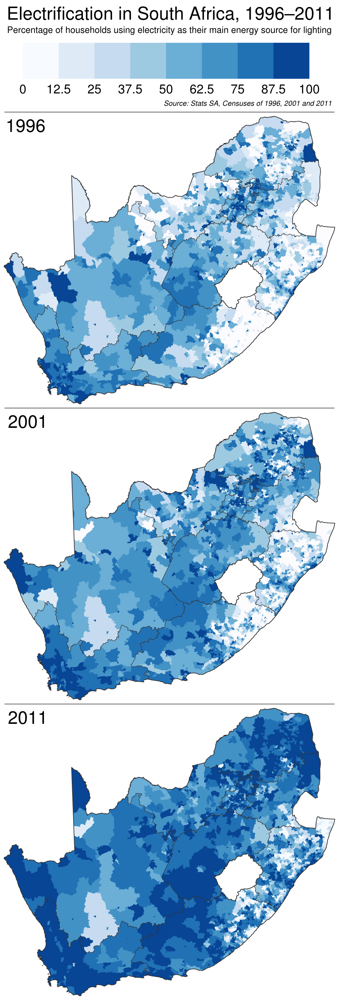 Electrification in South Africa, 1996–2011
Percentage of households using electricity as their main energy source for lighting
0 12.5 25 37.5 50 62.5 75 87.5 100
Source: Stats SA, Censuses of 1996, 2001 and 2011
1996
2001
2011